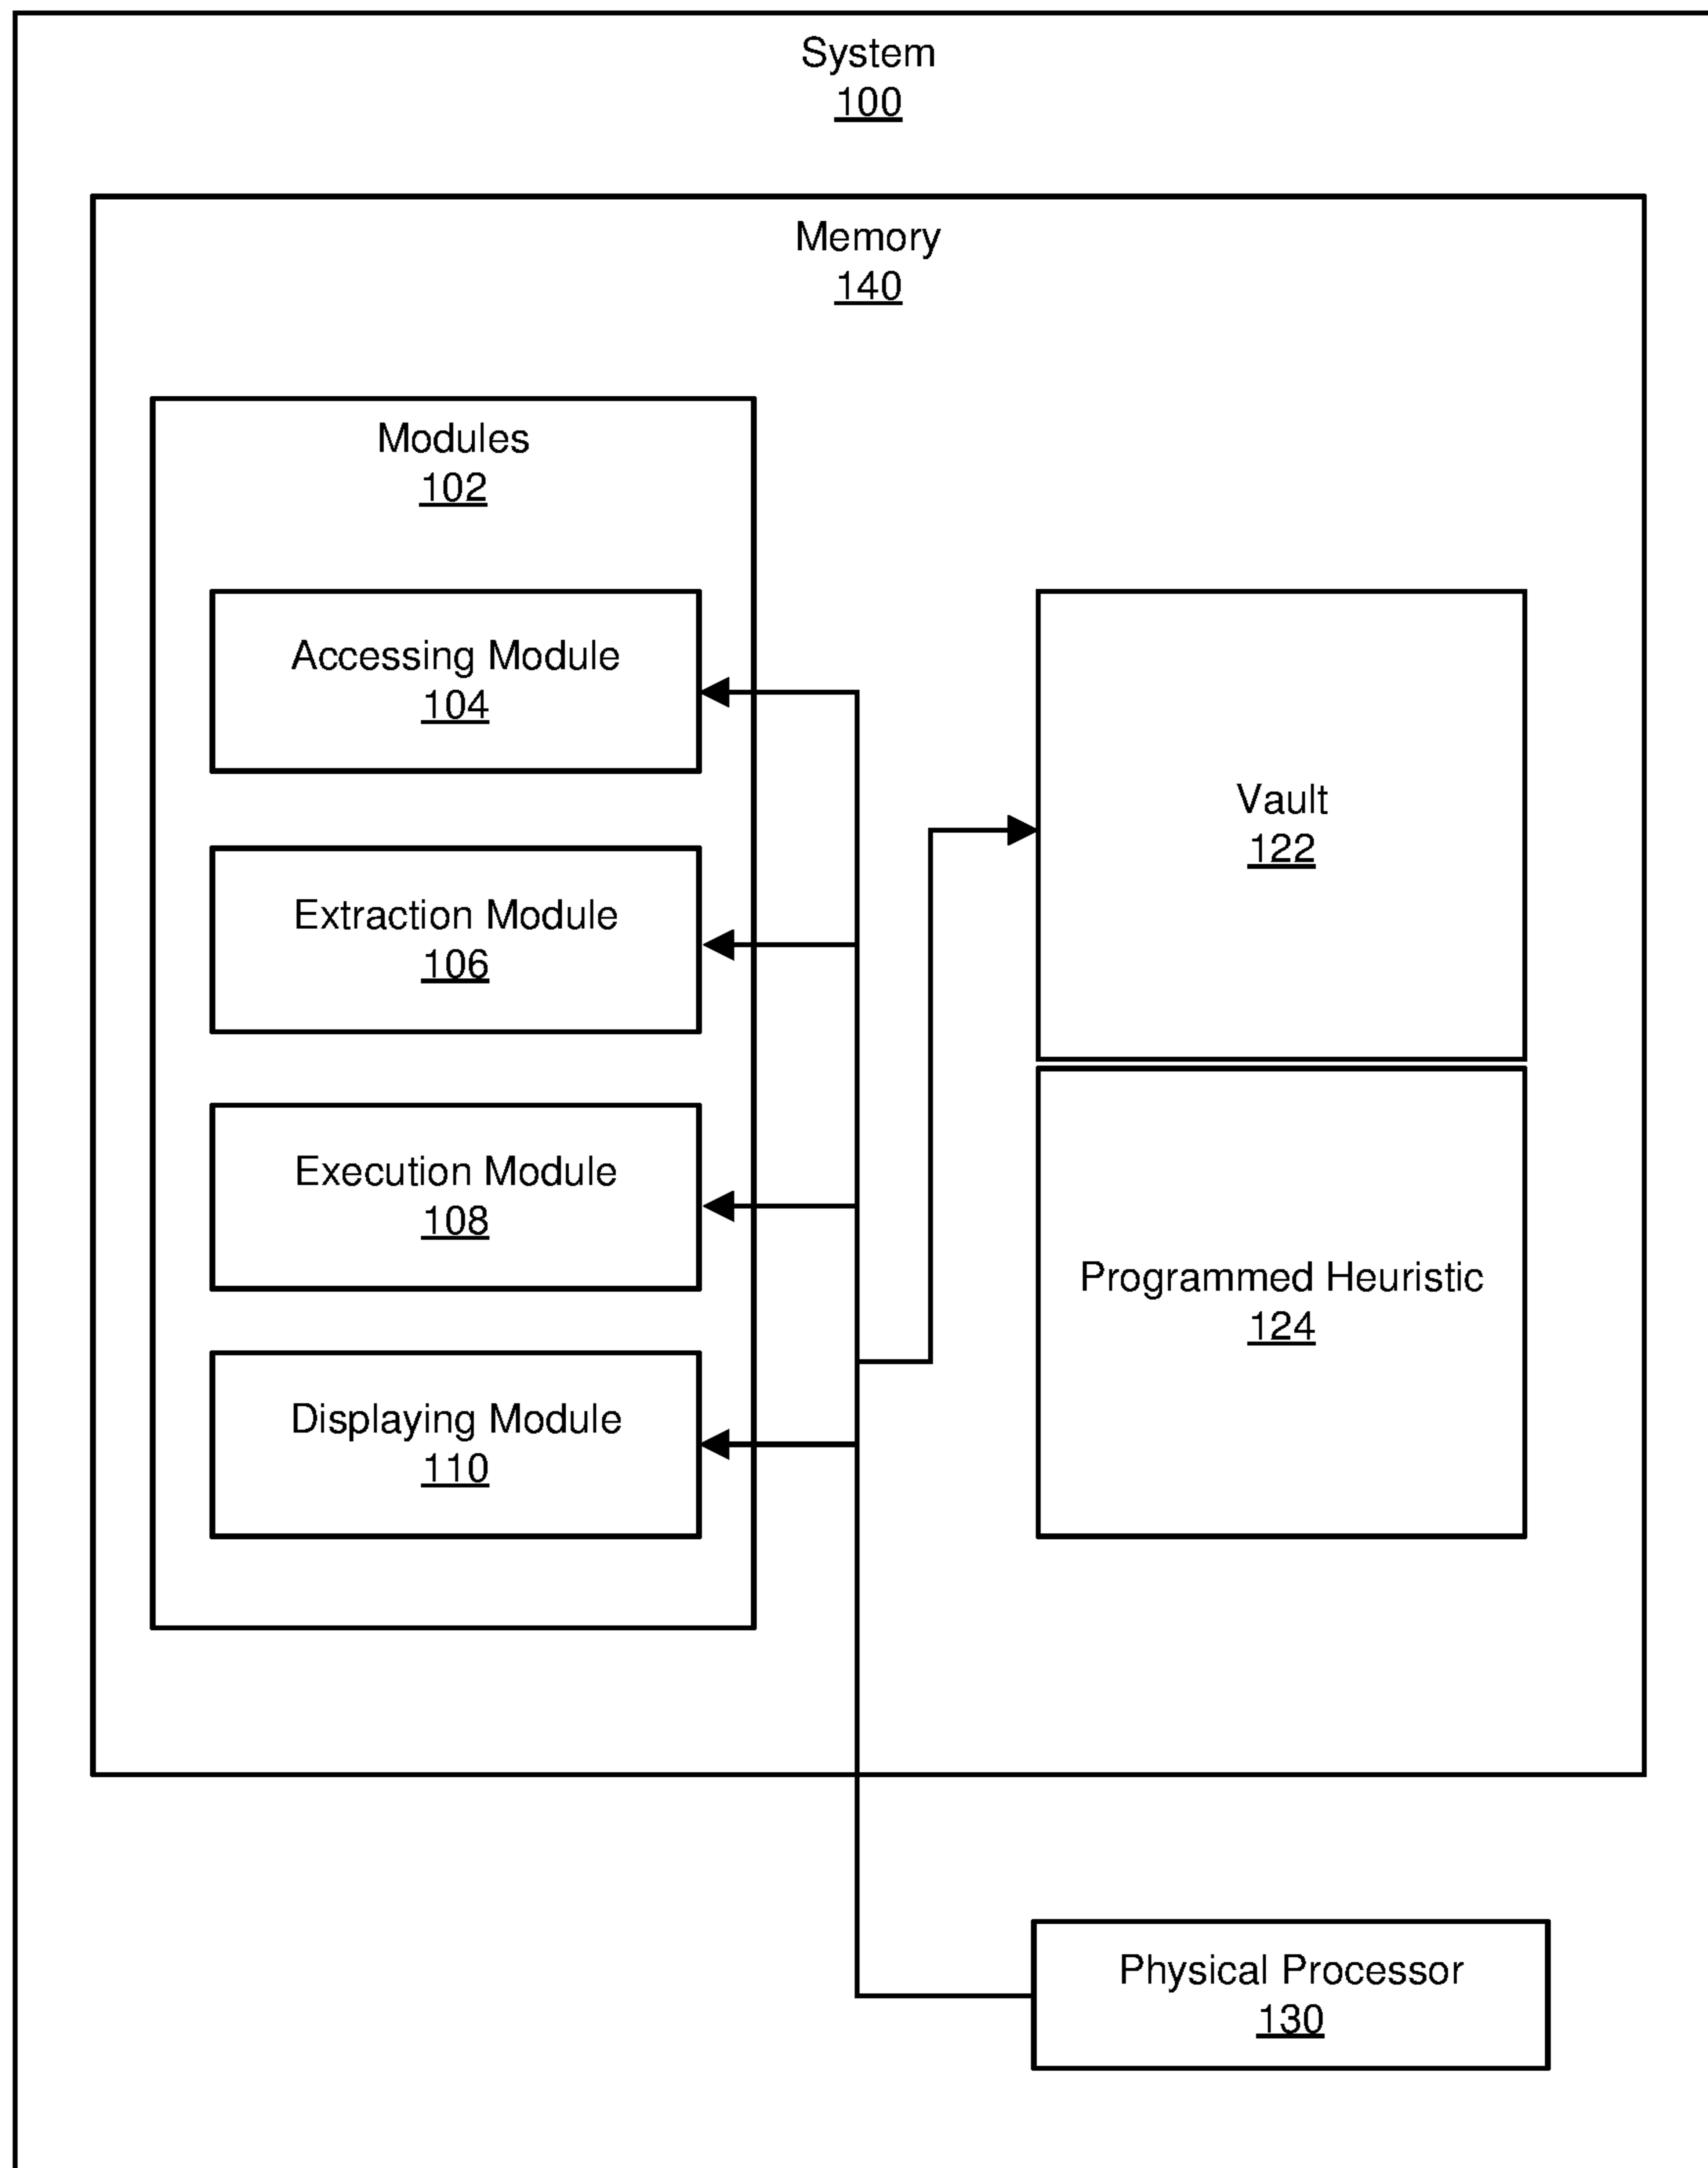 System
100
Memory
140
Modules
102
Accessing Module
104
Extraction Module
106
Execution Module
108
Displaying Module
110
Vault
122
Programmed Heuristic
124
Physical Processor
130